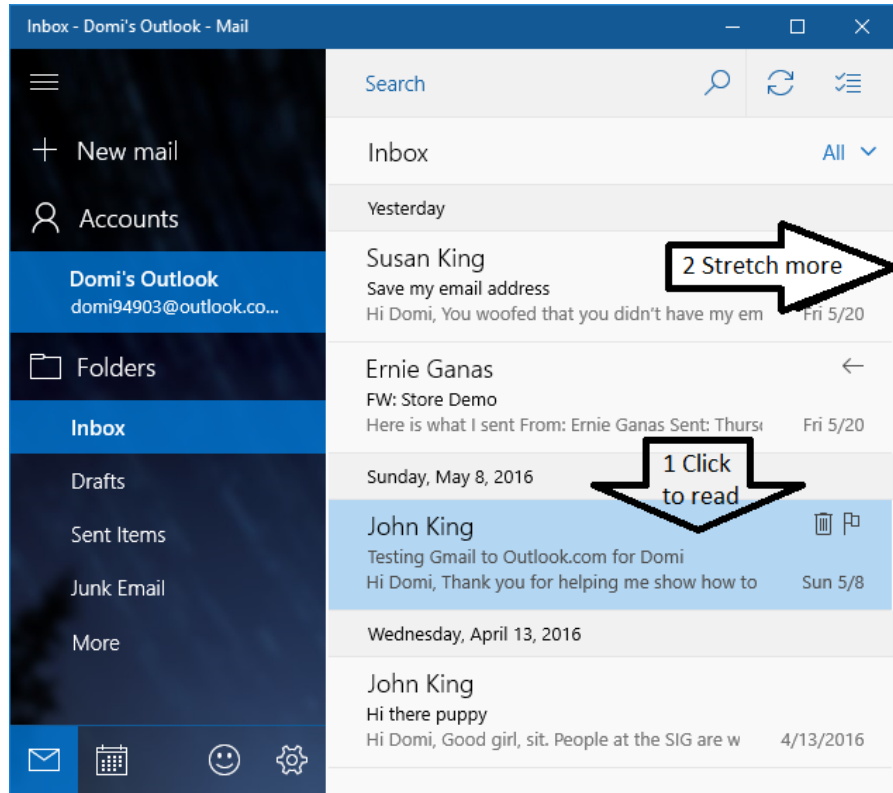 Inbox - Domi's Outlook - Mail
New mail
Accounts
Domi's Outlook
domi94903@outlook.co...
Folders
Inbox
Drafts
Sent Items
Junk Email
More
Search
Inbox
All
Yesterday
Susan King
2 Stretch more
Save my email address
Hi Domi, You woofed that you didn't have my em
Fri 5/20
Ernie Ganas
FW: Store Demo
Here is what I sent From: Ernie Ganas Sent: Thurs
Fri 5/20
Sunday, May 8, 2016
1 Click
to read
John King
Testing Gmail to Outlook.com for Domi
Hi Domi, Thank you for helping me show how to
Sun 5/8
Wednesday, April 13, 2016
John King
Hi there puppy
Hi Domi, Good girl, sit. People at the SIG are w
4/13/2016